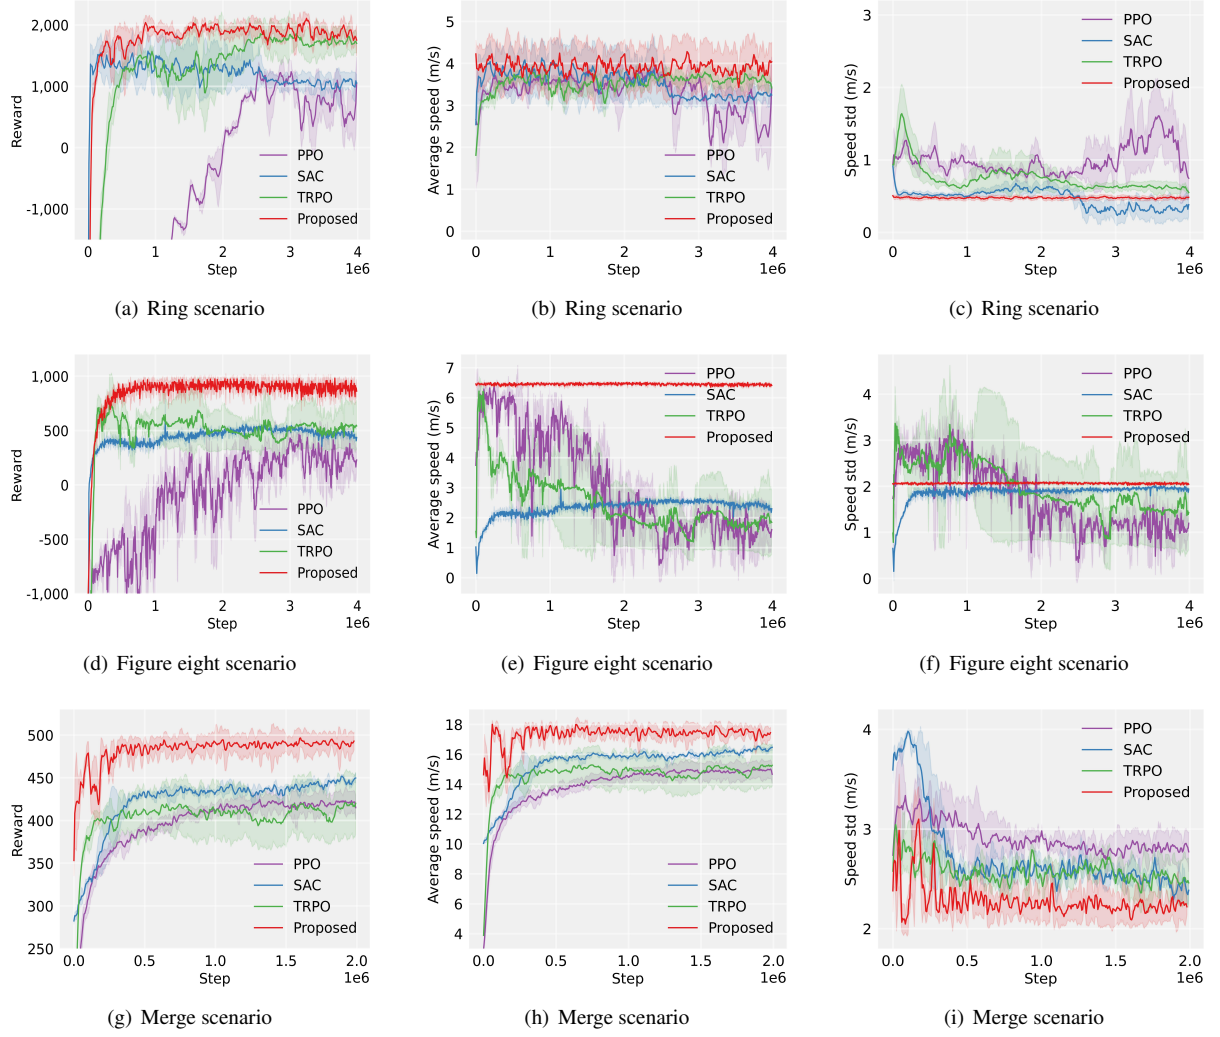 2,000
1,000
0
-1,000
Reward
0 1 2 3 4
Step
1e6
PPO
SAC
TRPO
Proposed
(a) Ring scenario
5
4
3
2
1
0
Average speed (m/s)
0 1 2 3 4
Step
1e6
PPO
SAC
TRPO
Proposed
(b) Ring scenario
3
2
1
0
Speed std (m/s)
0 1 2 3 4
Step
1e6
PPO
SAC
TRPO
Proposed
(c) Ring scenario
1,000
500
0
-500
-1,000
Reward
0 1 2 3 4
Step
1e6
PPO
SAC
TRPO
Proposed
(d) Figure eight scenario
7
6
5
4
3
2
1
0
Average speed (m/s)
0 1 2 3 4
Step
1e6
PPO
SAC
TRPO
Proposed
(e) Figure eight scenario
4
3
2
1
0
Speed std (m/s)
0 1 2 3 4
Step
1e6
PPO
SAC
TRPO
Proposed
(f) Figure eight scenario
500
450
400
350
300
250
Reward
0.0 0.5 1.0 1.5 2.0
Step
1e6
PPO
SAC
TRPO
Proposed
(g) Merge scenario
18
16
14
12
10
8
6
4
Average speed (m/s)
0.0 0.5 1.0 1.5 2.0
Step
1e6
PPO
SAC
TRPO
Proposed
(h) Merge scenario
4
3
2
Speed std (m/s)
0.0 0.5 1.0 1.5 2.0
Step
1e6
PPO
SAC
TRPO
Proposed
(i) Merge scenario